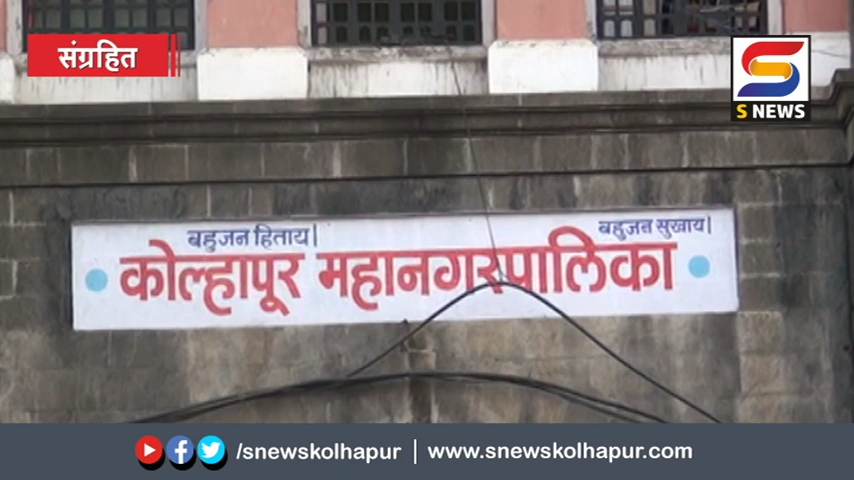 संग्रहित
S NEWS
बहुजन हिताय|
बहुजन सुखाय|
कोल्हापूर महानगरपालिका
/snewskolhapur | www.snewskolhapur.com